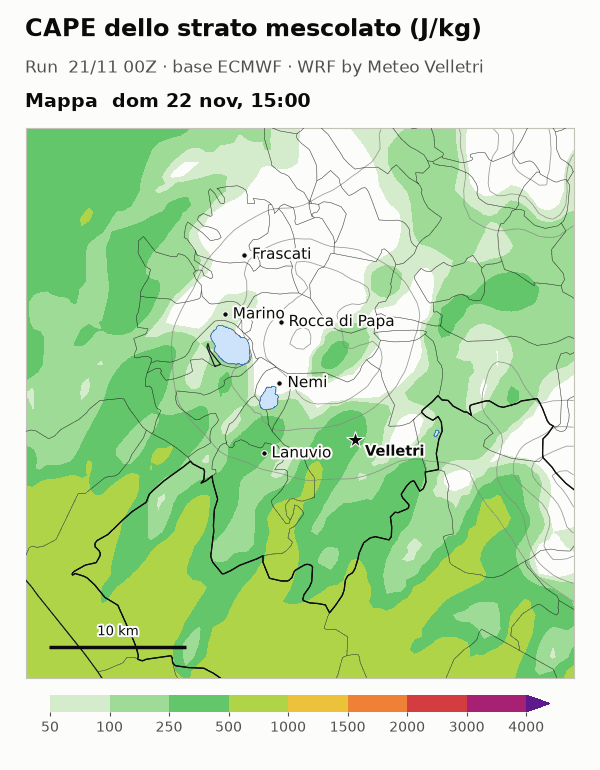 CAPE dello strato mescolato (J/kg)
Run  21/11 00Z · base ECMWF · WRF by Meteo Velletri
Mappa  dom 22 nov, 15:00
Frascati
Marino
Rocca di Papa
Nemi
Velletri
Lanuvio
10 km
50 100 250 500 1000 1500 2000 3000 4000